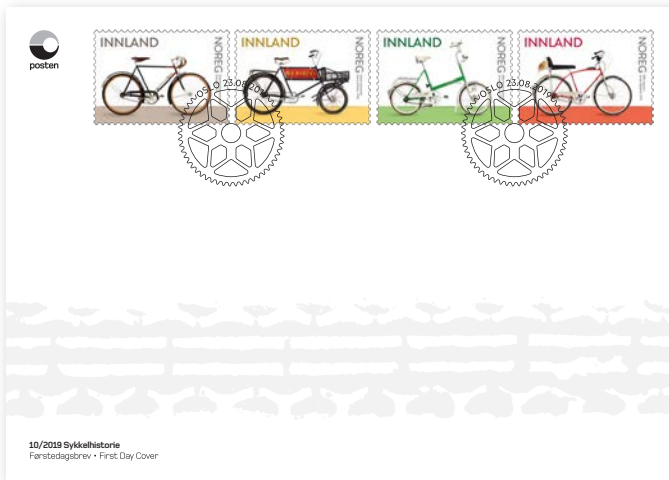 posten
INNLAND NOREG
INNLAND NOREG
INNLAND NOREG
INNLAND NOREG
OSLO 23.08.2019
OSLO 23.08.2019
10/2019 Sykkelhistorie
Førstedagsbrev • First Day Cover